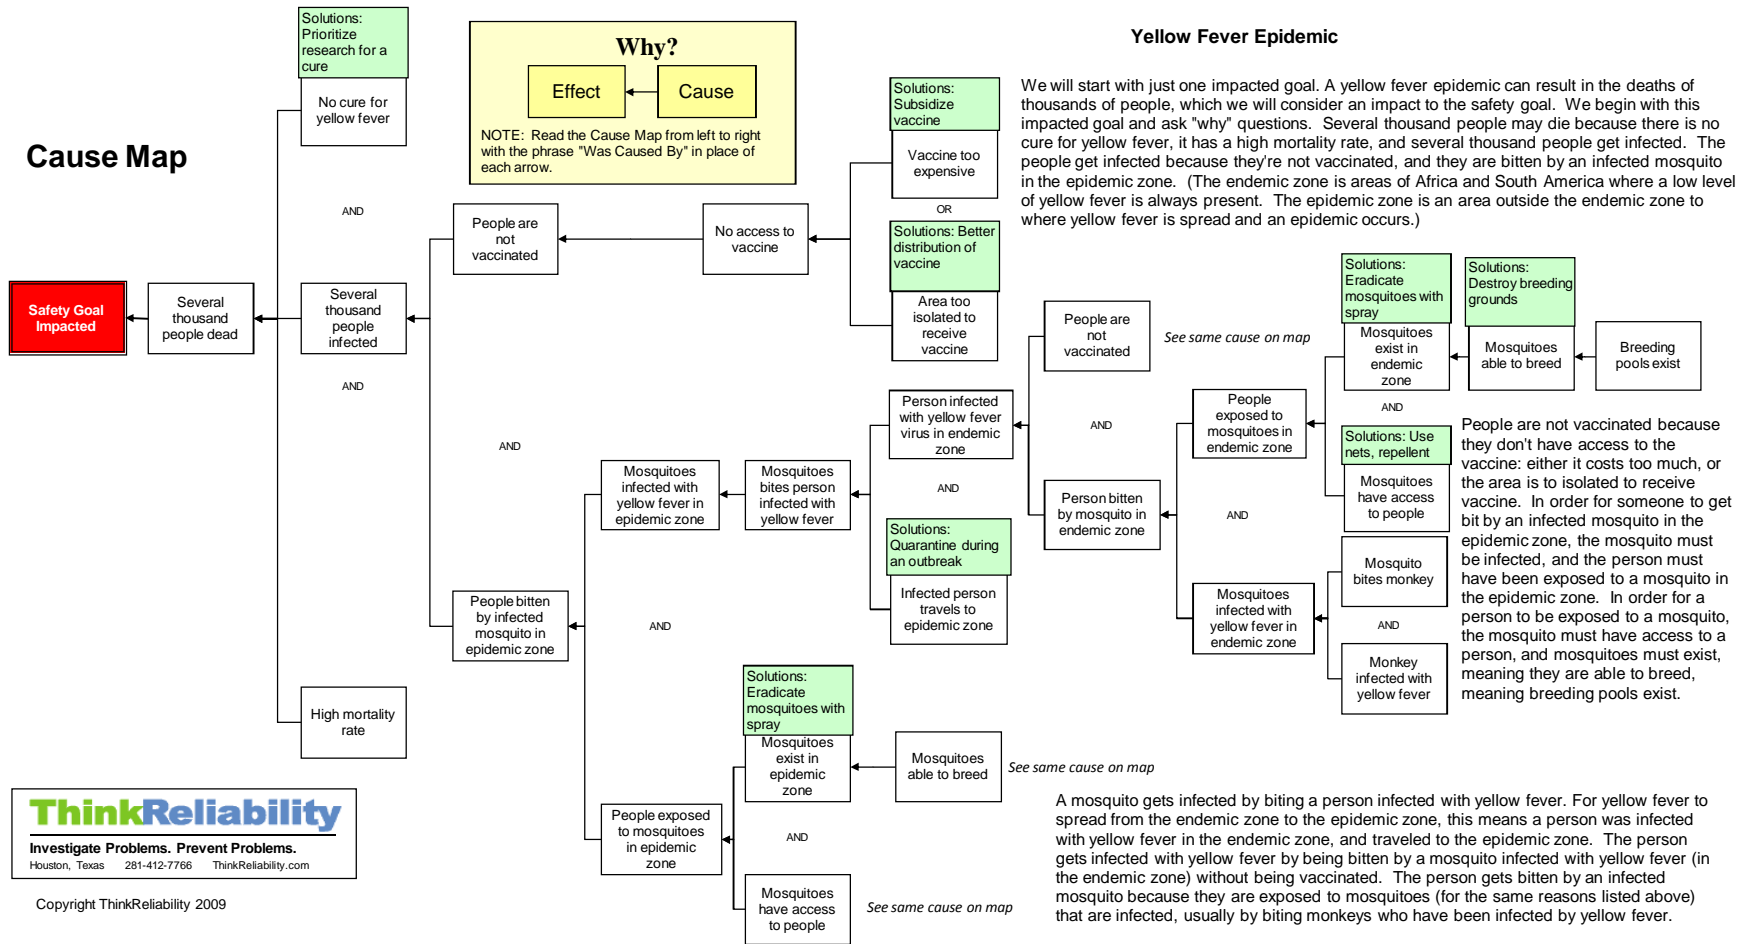 Cause Map
Solutions:
Prioritize
research for a
cure
No cure for
yellow fever
Why?
Effect
Cause
NOTE:  Read the Cause Map from left to right
with the phrase "Was Caused By" in place of
each arrow.
Yellow Fever Epidemic
We will start with just one impacted goal. A yellow fever epidemic can result in the deaths of
thousands of people, which we will consider an impact to the safety goal.  We begin with this
impacted goal and ask "why" questions.  Several thousand people may die because there is no
cure for yellow fever, it has a high mortality rate, and several thousand people get infected.  The
people get infected because they're not vaccinated, and they are bitten by an infected mosquito
in the epidemic zone.  (The endemic zone is areas of Africa and South America where a low level
of yellow fever is always present.  The epidemic zone is an area outside the endemic zone to
where yellow fever is spread and an epidemic occurs.)
Solutions:
Subsidize
vaccine
Vaccine too
expensive
AND
OR
People are
not
vaccinated
No access to
vaccine
Solutions: Better
distribution of
vaccine
Area too
isolated to
receive
vaccine
Safety Goal
Impacted
Several
thousand
people dead
Several
thousand
people
infected
AND
People are
not
vaccinated
See same cause on map
Solutions:
Eradicate
mosquitoes with
spray
Mosquitoes
exist in
endemic
zone
Solutions:
Destroy breeding
grounds
Mosquitoes
able to breed
Breeding
pools exist
AND
Person infected
with yellow fever
virus in endemic
zone
AND
People
exposed to
mosquitoes in
endemic zone
AND
Solutions: Use
nets, repellent
Mosquitoes
have access
to people
People are not vaccinated because
they don't have access to the
vaccine: either it costs too much, or
the area is to isolated to receive
vaccine.  In order for someone to get
bit by an infected mosquito in the
epidemic zone, the mosquito must
be infected, and the person must
have been exposed to a mosquito in
the epidemic zone.  In order for a
person to be exposed to a mosquito,
the mosquito must have access to a
person, and mosquitoes must exist,
meaning they are able to breed,
meaning breeding pools exist.
Mosquitoes
infected with
yellow fever in
epidemic zone
Mosquitoes
bites person
infected with
yellow fever
AND
Person bitten
by mosquito in
endemic zone
AND
Solutions:
Quarantine during
an outbreak
Infected person
travels to
epidemic zone
Mosquito
bites monkey
Mosquitoes
infected with
yellow fever in
endemic zone
AND
Monkey
infected with
yellow fever
People bitten
by infected
mosquito in
epidemic zone
AND
High mortality
rate
Solutions:
Eradicate
mosquitoes with
spray
Mosquitoes
exist in
epidemic
zone
Mosquitoes
able to breed
See same cause on map
People exposed
to mosquitoes
in epidemic
zone
AND
Mosquitoes
have access
to people
See same cause on map
A mosquito gets infected by biting a person infected with yellow fever. For yellow fever to
spread from the endemic zone to the epidemic zone, this means a person was infected
with yellow fever in the endemic zone, and traveled to the epidemic zone.  The person
gets infected with yellow fever by being bitten by a mosquito infected with yellow fever (in
the endemic zone) without being vaccinated.  The person gets bitten by an infected
mosquito because they are exposed to mosquitoes (for the same reasons listed above)
that are infected, usually by biting monkeys who have been infected by yellow fever.
ThinkReliability
Investigate Problems. Prevent Problems.
Houston, Texas    281-412-7766    ThinkReliability.com
Copyright ThinkReliability 2009